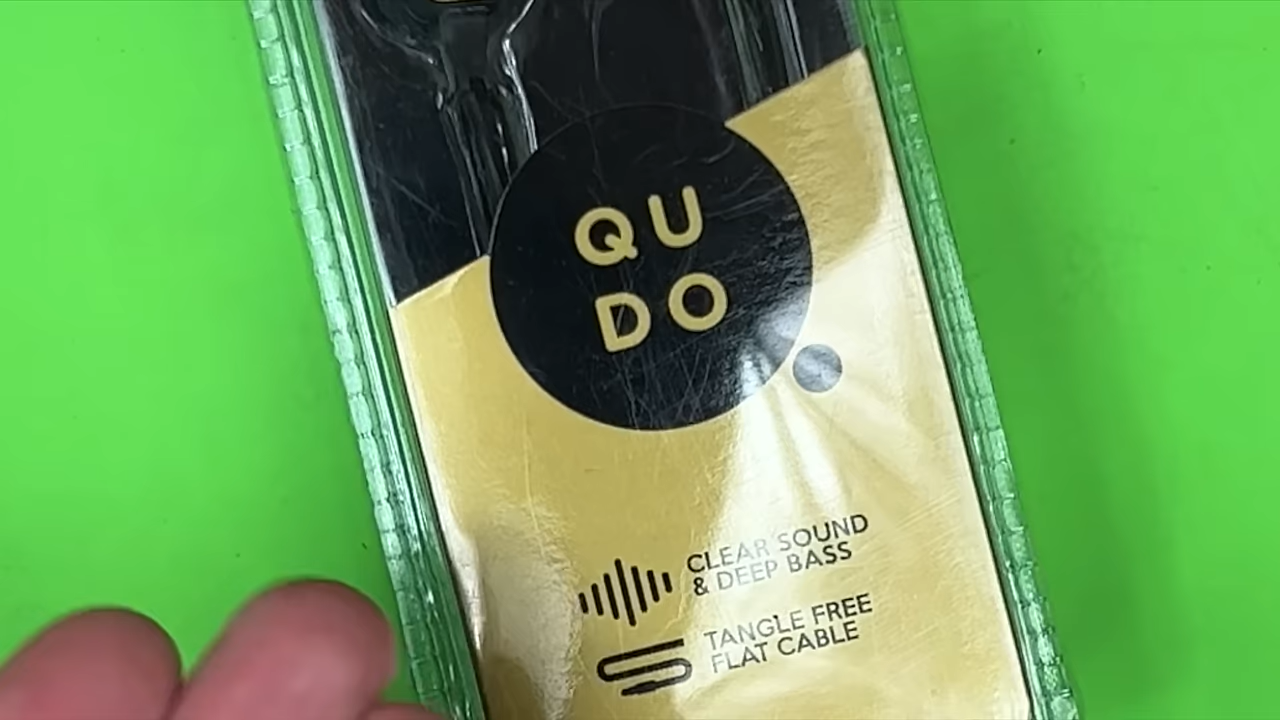 QU
DO
CLEAR SOUND
& DEEP BASS
TANGLE FREE
FLAT CABLE